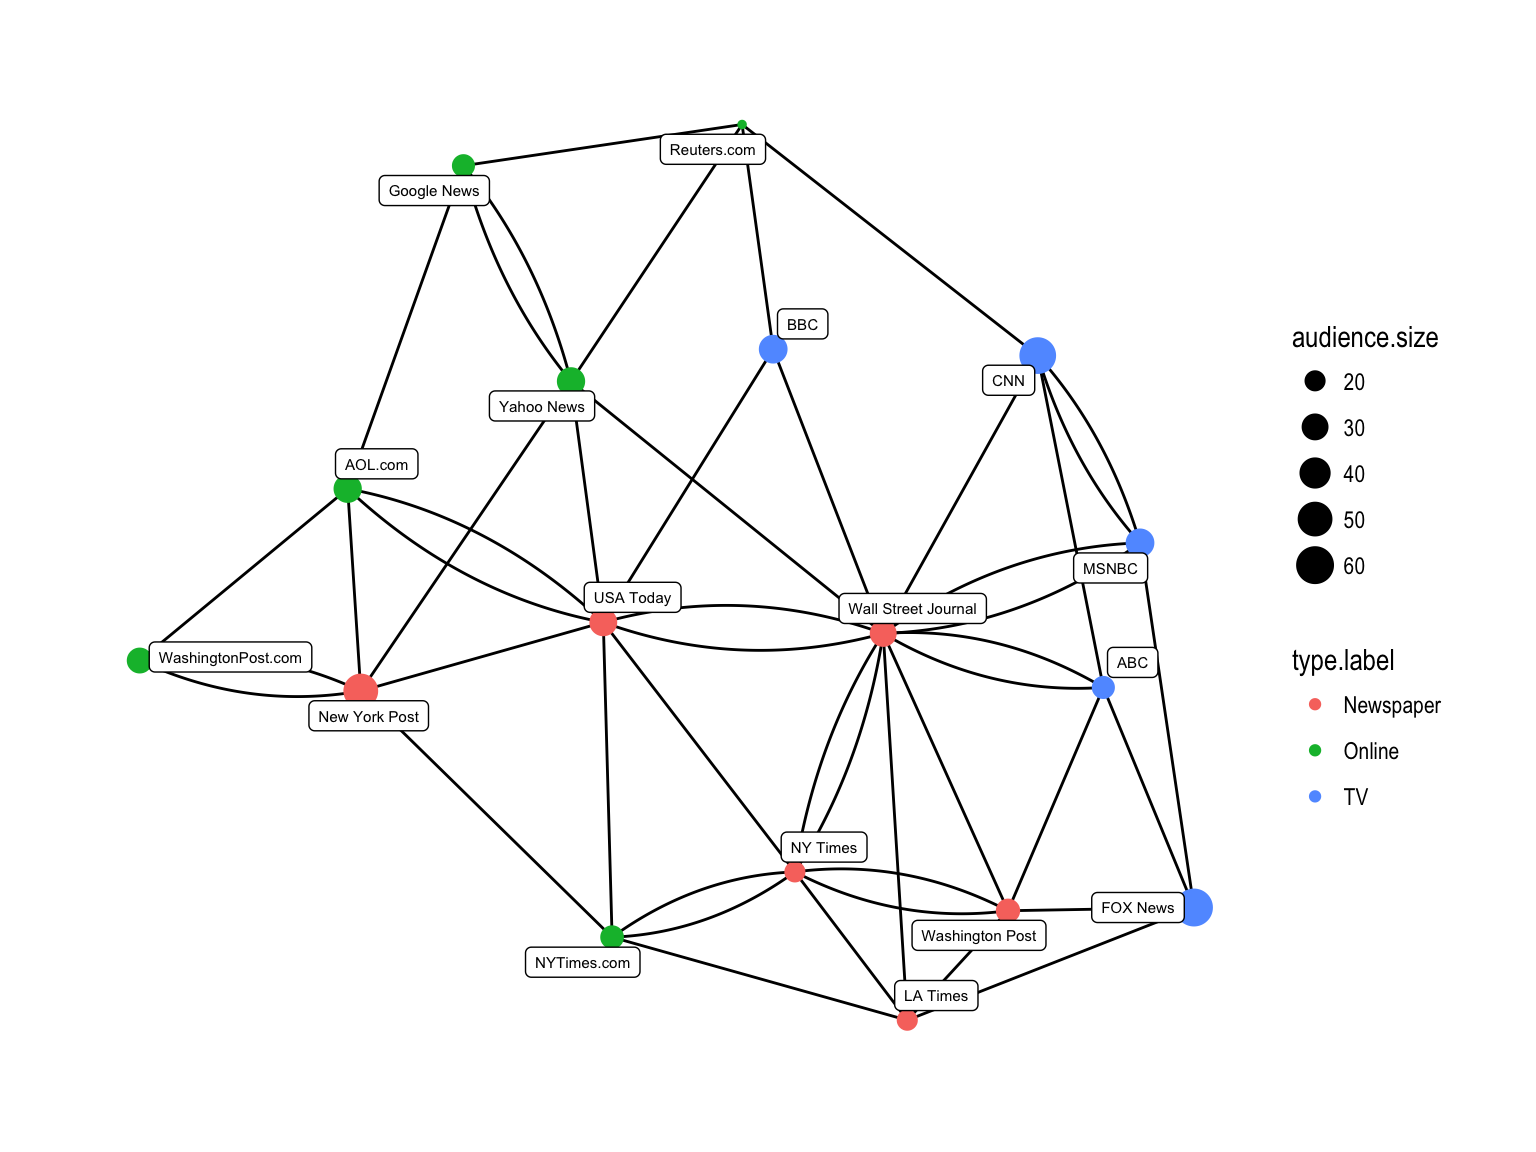 Reuters.com
Google News
BBC
CNN
Yahoo News
AOL.com
MSNBC
USA Today
Wall Street Journal
WashingtonPost.com
ABC
New York Post
NY Times
FOX News
Washington Post
NYTimes.com
LA Times
audience.size
20
30
40
50
60
type.label
Newspaper
Online
TV